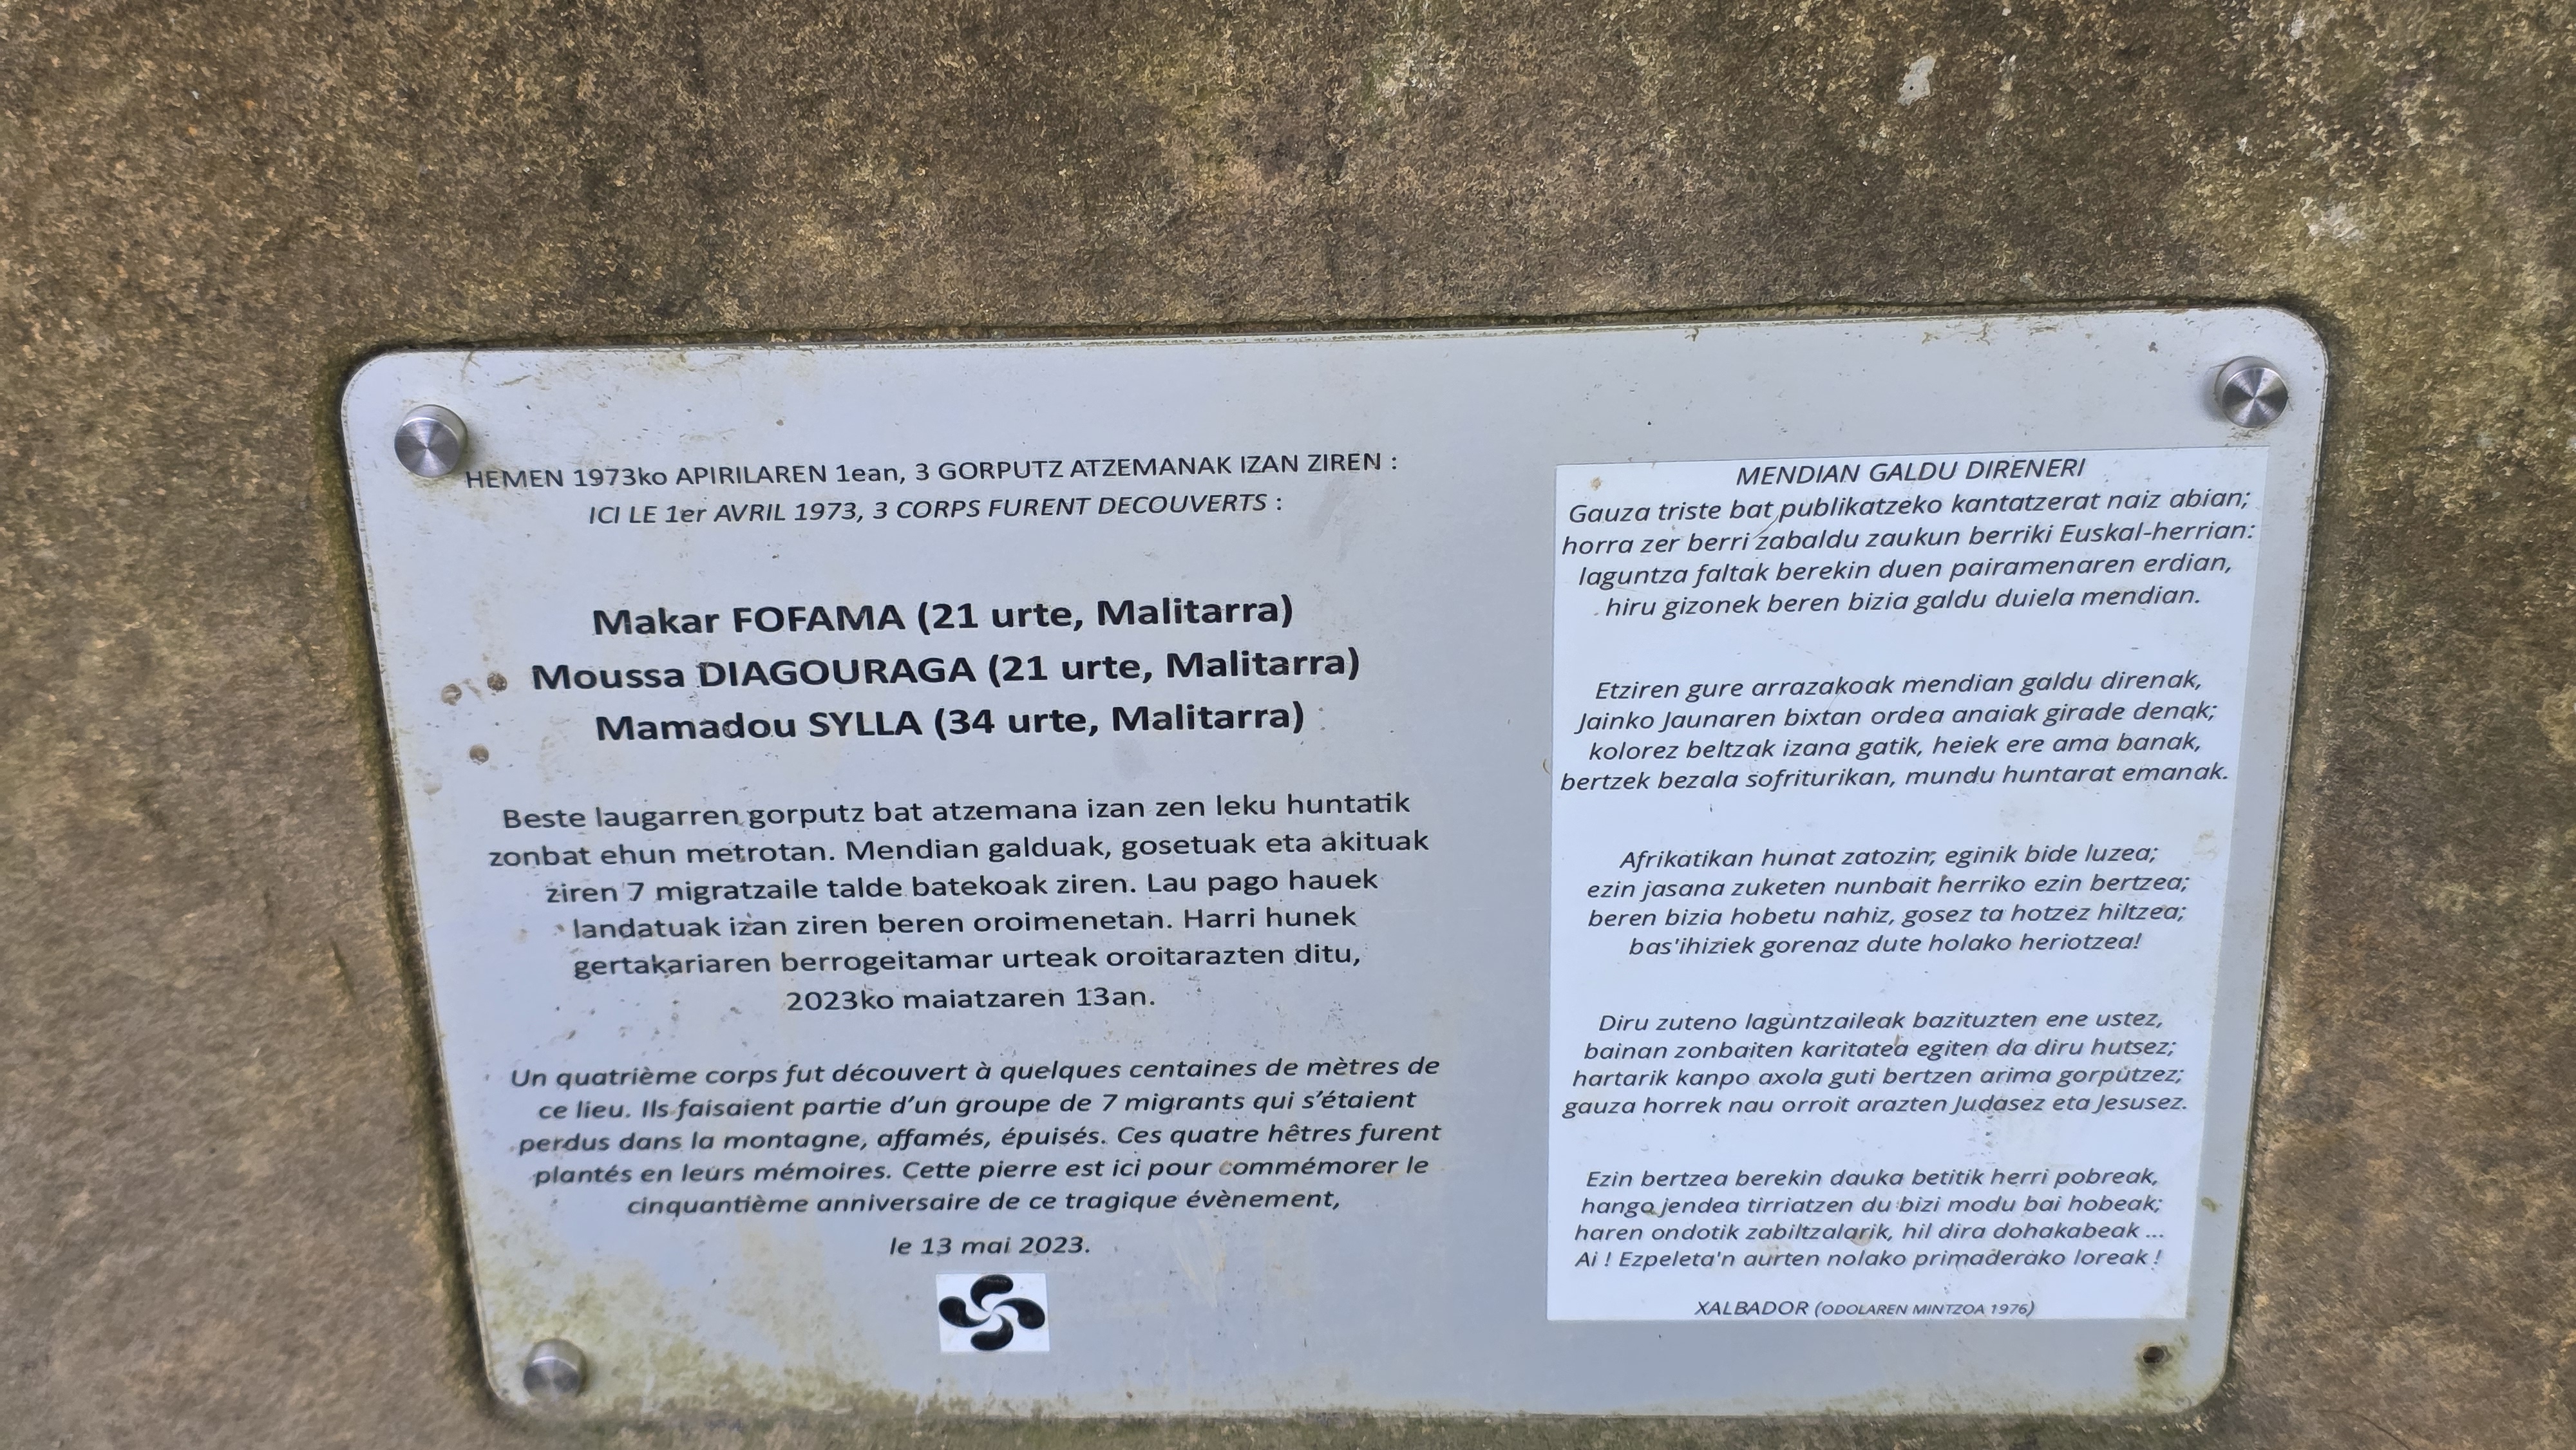 HEMEN 1973ko APIRILAREN 1ean, 3 GORPUTZ ATZEMANAK IZAN ZIREN :
ICI LE 1er AVRIL 1973, 3 CORPS FURENT DECOUVERTS :
Makar FOFAMA (21 urte, Malitarra)
Moussa DIAGOURAGA (21 urte, Malitarra)
Mamadou SYLLA (34 urte, Malitarra)
Beste laugarren gorputz bat atzemana izan zen leku huntatik
zonbat ehun metrotan. Mendian galduak, gosetuak eta akituak
ziren 7 migratzaile talde batekoak ziren. Lau pago hauek
landatuak izan ziren beren oroimenetan. Harri hunek
gertakariaren berrogeitamar urteak oroitarazten ditu,
2023ko maiatzaren 13an.
Un quatrième corps fut découvert à quelques centaines de mètres de
ce lieu. Ils faisaient partie d’un groupe de 7 migrants qui s’étaient
perdus dans la montagne, affamés, épuisés. Ces quatre hêtres furent
plantés en leurs mémoires. Cette pierre est ici pour commémorer le
cinquantième anniversaire de ce tragique évènement,
le 13 mai 2023.
MENDIAN GALDU DIRENERI
Gauza triste bat publikatzeko kantatzerat naiz abian;
horra zer berri zabaldu zaukun berriki Euskal-herrian:
laguntza faltak berekin duen pairamenaren erdian,
hiru gizonek beren bizia galdu duiela mendian.
Etziren gure arrazakoak mendian galdu direnak,
Jainko Jaunaren bixtan ordea anaiak girade denak;
kolorez beltzak izana gatik, heiek ere ama banak,
bertzek bezala sofriturikan, mundu huntarat emanak.
Afrikatikan hunat zatozin; eginik bide luzea;
ezin jasana zuketen nunbait herriko ezin bertzea;
beren bizia hobetu nahiz, gosez ta hotzez hiltzea;
bas'ihiziek gorenaz dute holako heriotzea!
Diru zuteno laguntzaileak bazituzten ene ustez,
bainan zonbaiten karitatea egiten da diru hutsez;
hartarik kanpo axola guti bertzen arima gorputzez;
gauza horrek nau orroit arazten Judasez eta Jesusez.
Ezin bertzea berekin dauka betitik herri pobreak,
hango jendea tirriatzen du bizi modu bai hobeak;
haren ondotik zabiltzalarik, hil dira dohakabeak ...
Ai ! Ezpeleta'n aurten nolako primaderako loreak !
XALBADOR (ODOLAREN MINTZOA 1976)